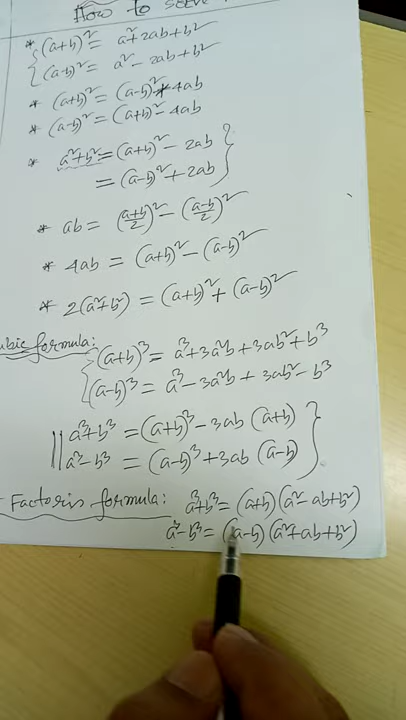 How to solve
* {(a+b)² = a²+2ab+b²
{(a-b)² = a² - 2ab+b²
* (a+b)² = (a-b)²+4ab
* (a-b)² = (a+b)² - 4ab
* a²+b² = (a+b)² - 2ab }
= (a-b)²+2ab }
* ab = (a+b/2)² - (a-b/2)²
* 4ab = (a+b)² - (a-b)²
* 2(a²+b²) = (a+b)² + (a-b)²
ubic formula:
{(a+b)³ = a³+3a²b+3ab²+b³
{(a-b)³ = a³-3a²b+3ab²-b³
|| a³+b³ = (a+b)³-3ab (a+b) }
|| a³-b³ = (a-b)³+3ab (a-b) }
Factoris formula: a³+b³ = (a+b)(a²-ab+b²)
a³-b³ = (a-b)(a²+ab+b²)